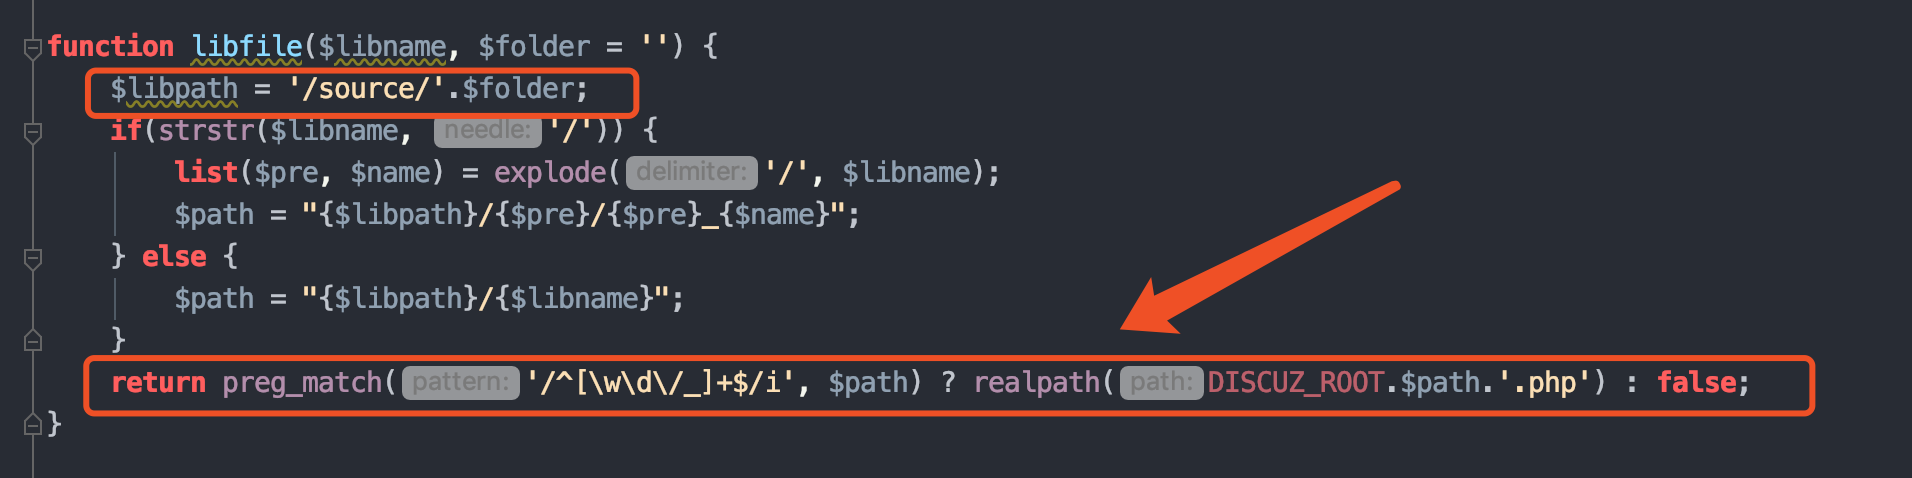 function libfile($libname, $folder = '') {
$libpath = '/source/'.$folder;
if(strstr($libname, needle: '/')) {
list($pre, $name) = explode( delimiter: '/', $libname);
$path = "{$libpath}/{$pre}/{$pre}_{$name}";
} else {
$path = "{$libpath}/{$libname}";
}
return preg_match( pattern: '/^[\w\d\/_]+$/i', $path) ? realpath( path: DISCUZ_ROOT.$path.'.php') : false;
}